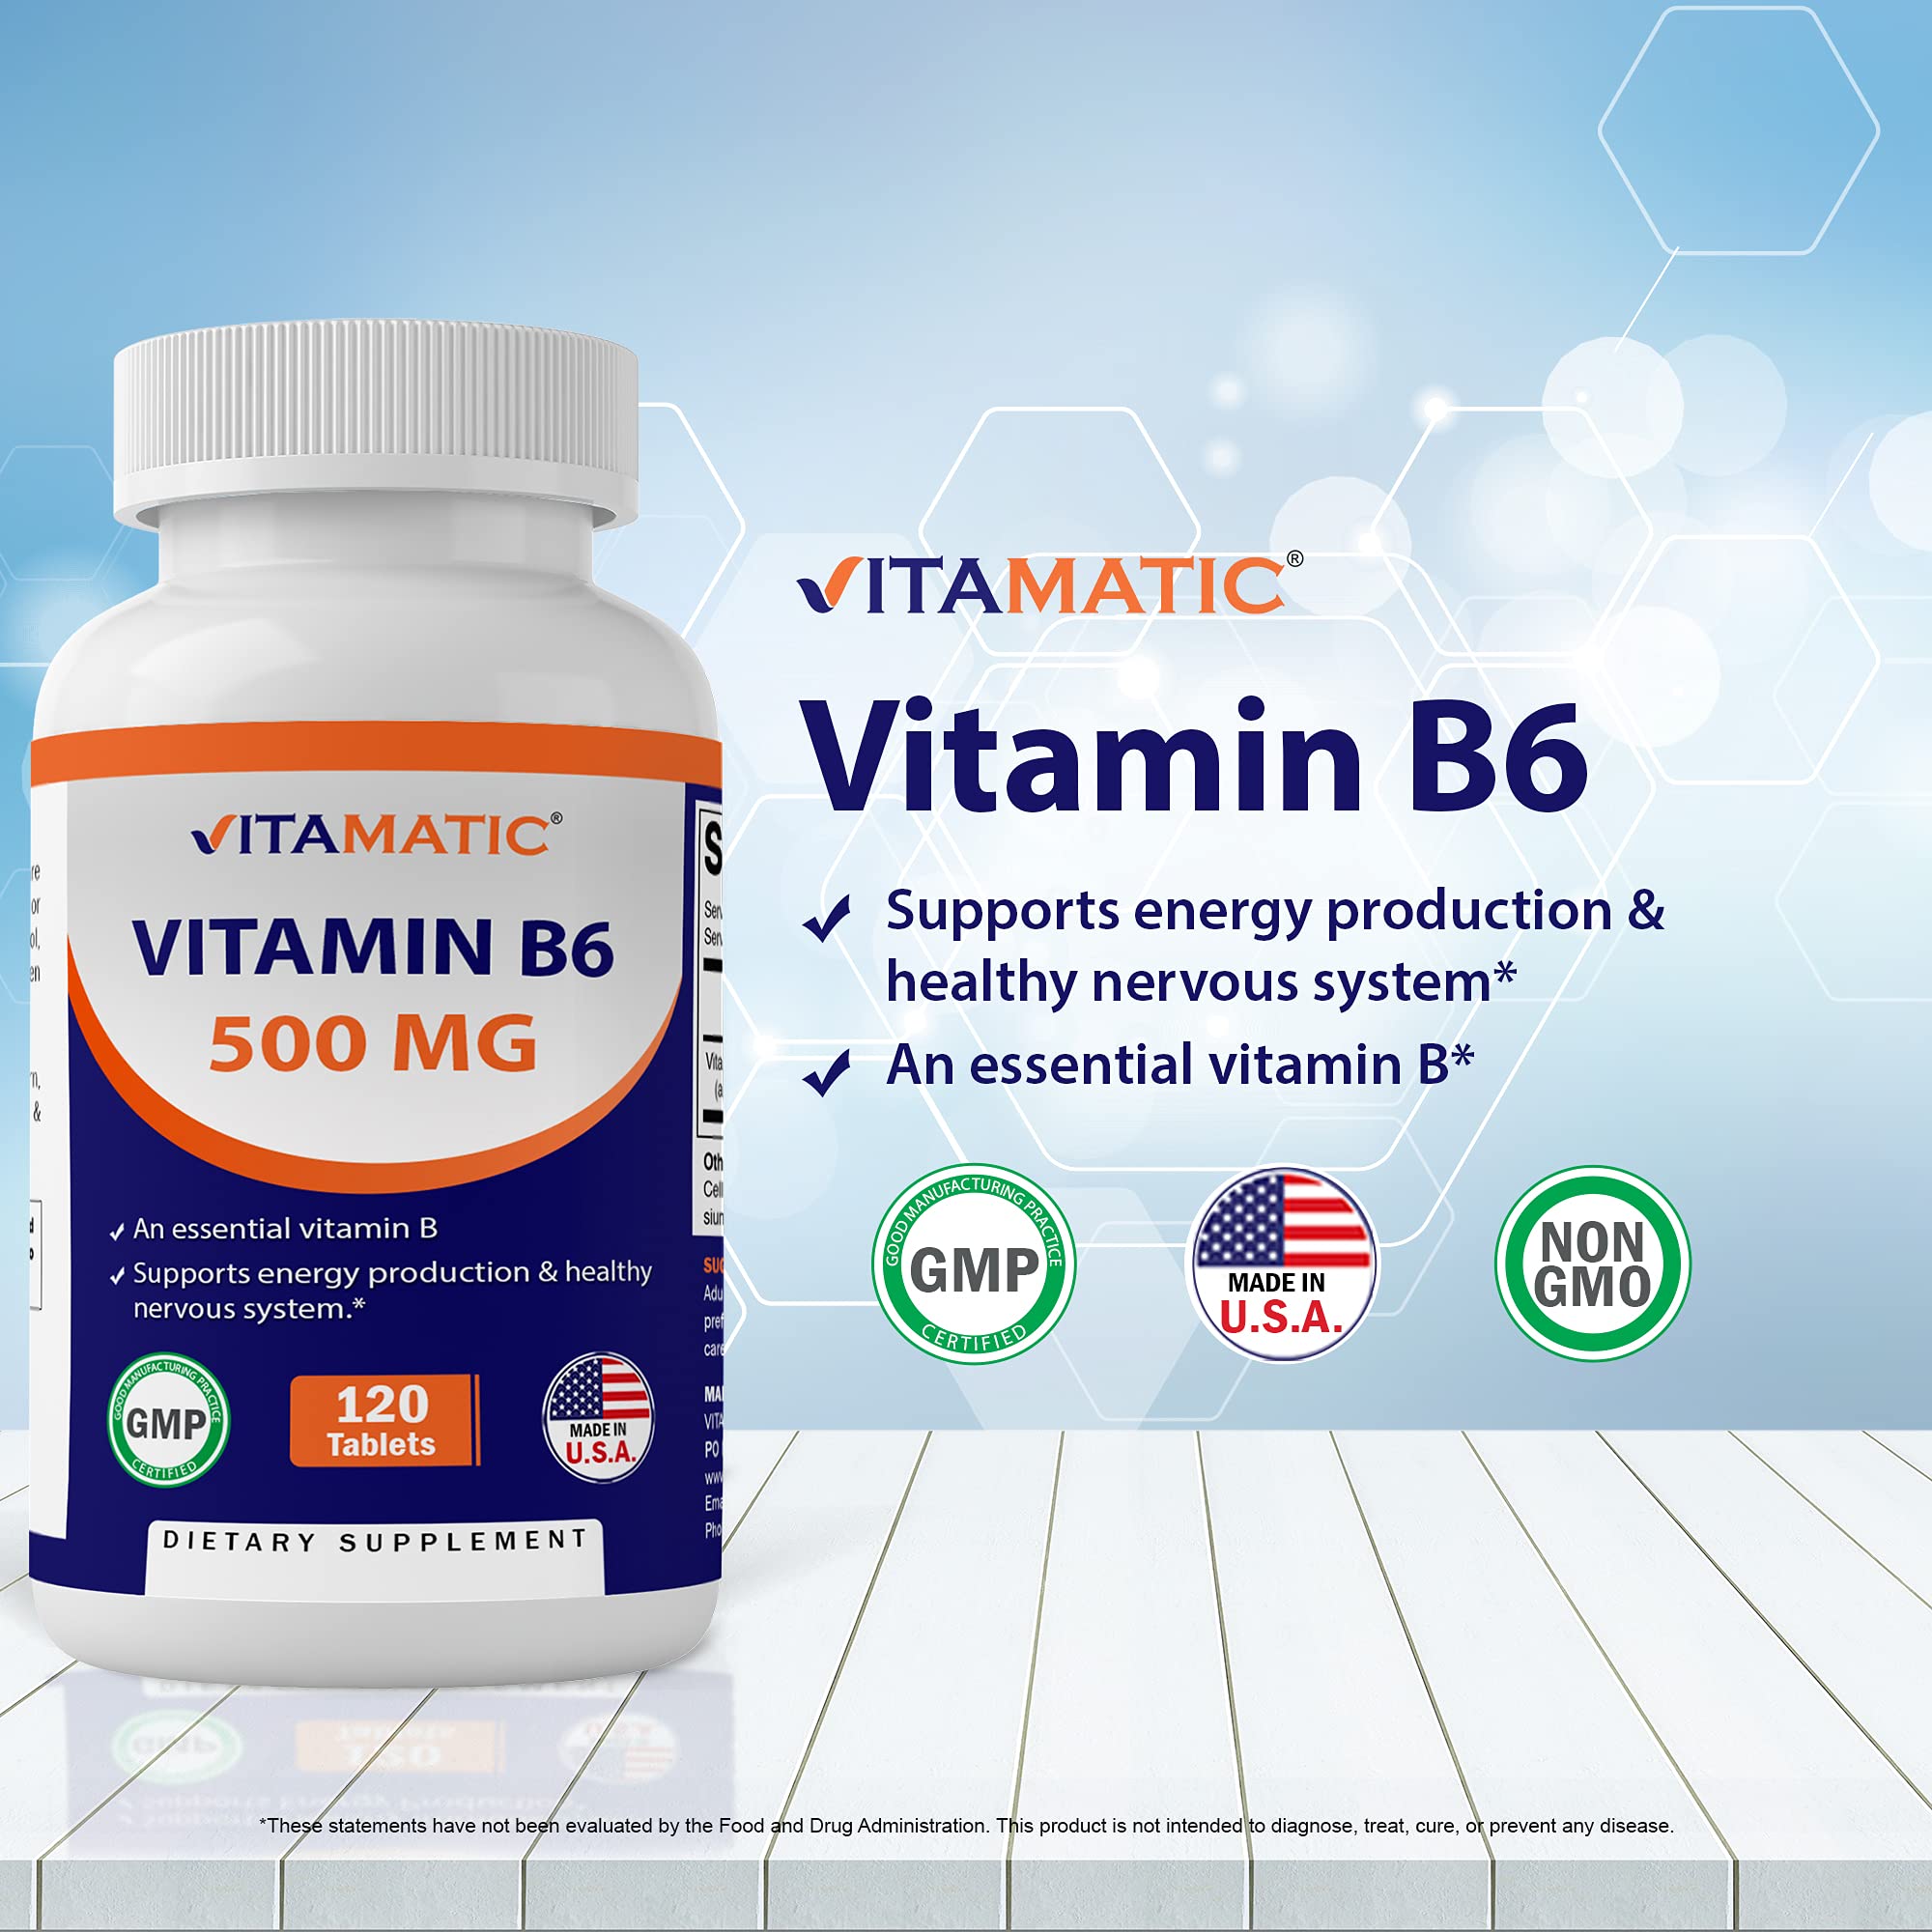 VITAMATIC®
VITAMIN B6
500 MG
An essential vitamin B
Supports energy production & healthy
nervous system.*
GOOD MANUFACTURING PRACTICE
GMP
CERTIFIED
120
Tablets
MADE IN
U.S.A.
DIETARY SUPPLEMENT
VITAMATIC®
Vitamin B6
Supports energy production &
healthy nervous system*
An essential vitamin B*
GOOD MANUFACTURING PRACTICE
GMP
CERTIFIED
MADE IN
U.S.A.
NON
GMO
*These statements have not been evaluated by the Food and Drug Administration. This product is not intended to diagnose, treat, cure, or prevent any disease.